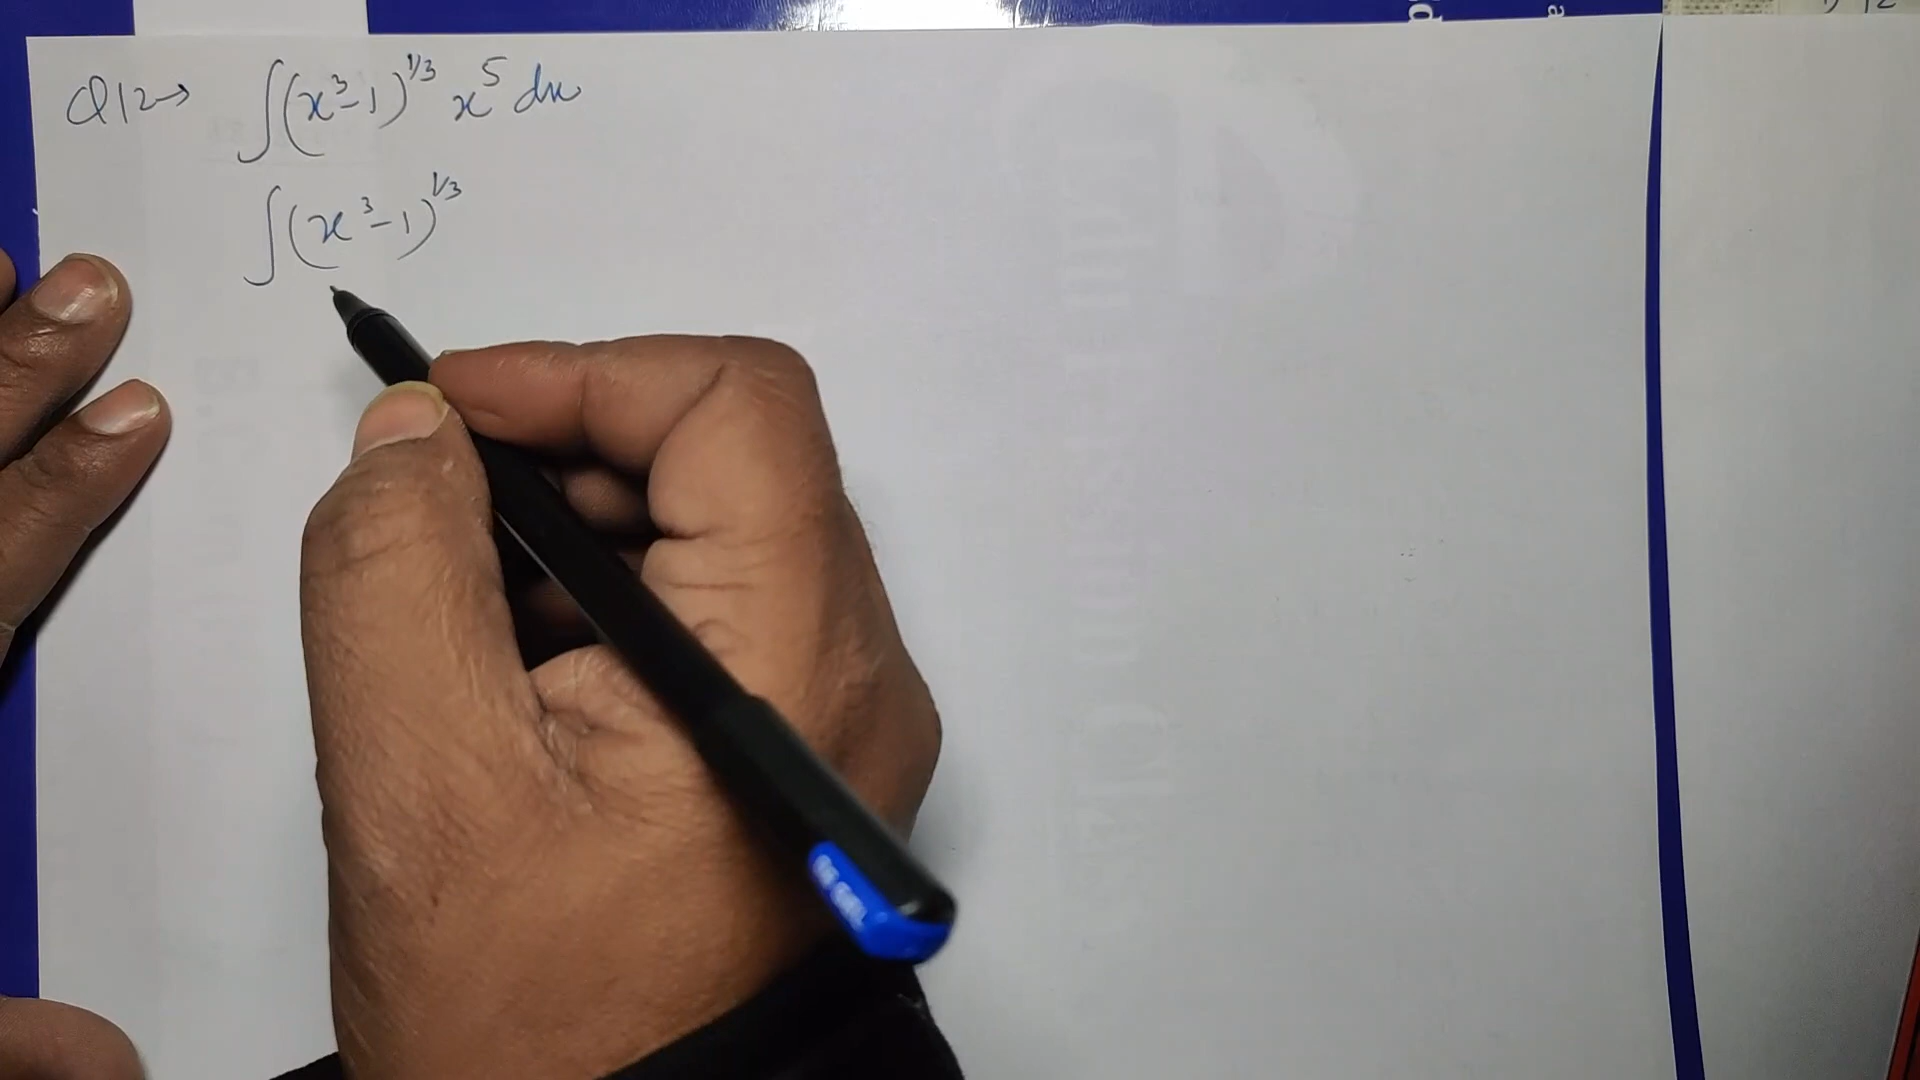 Q12→ ∫(x³-1)^1/3 x⁵ dx
∫(x³-1)^1/3